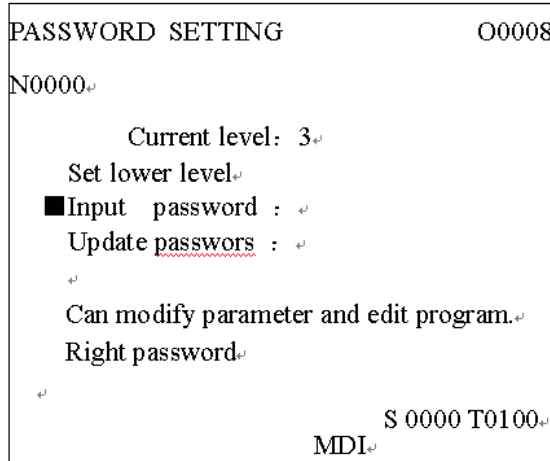 PASSWORD SETTING O0008
N0000
Current level：3
Set lower level
Input password ：
Update passwors ：
Can modify parameter and edit program.
Right password
S 0000 T0100
MDI